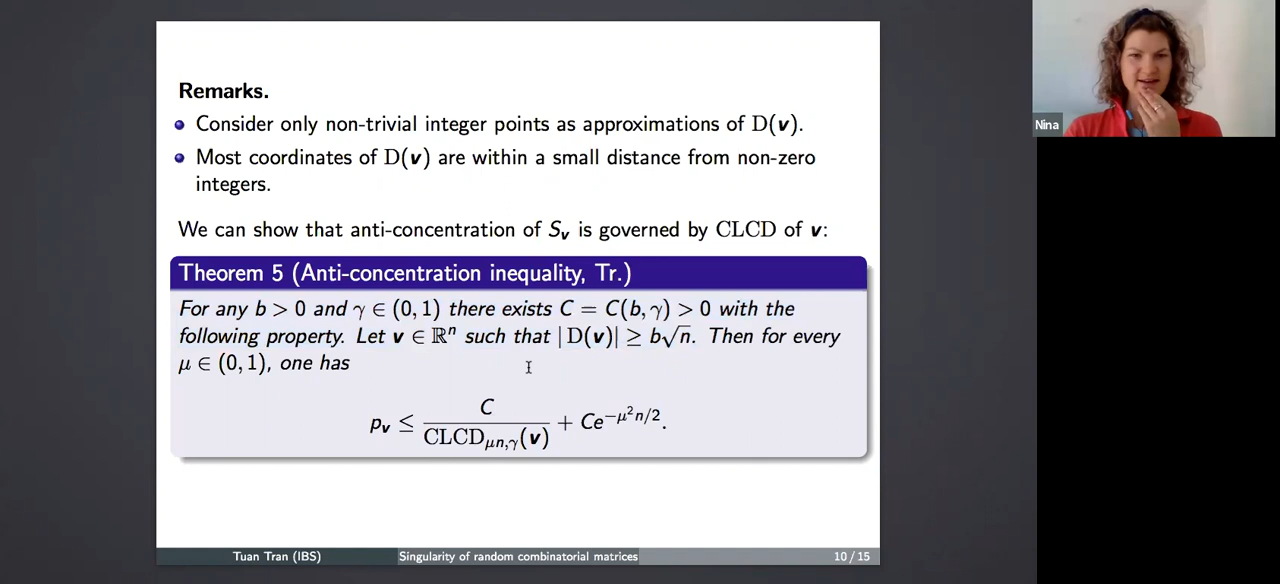 Remarks.
Consider only non-trivial integer points as approximations of D(v).
Most coordinates of D(v) are within a small distance from non-zero
integers.
We can show that anti-concentration of S_v is governed by CLCD of v:
Theorem 5 (Anti-concentration inequality, Tr.)
For any b > 0 and γ ∈ (0, 1) there exists C = C(b, γ) > 0 with the
following property. Let v ∈ ℝⁿ such that |D(v)| ≥ b√n. Then for every
μ ∈ (0, 1), one has
p_v ≤ C / CLCD_{μn,γ}(v) + Ce^{−μ²n/2}.
Tuan Tran (IBS) Singularity of random combinatorial matrices 10 / 15
Nina